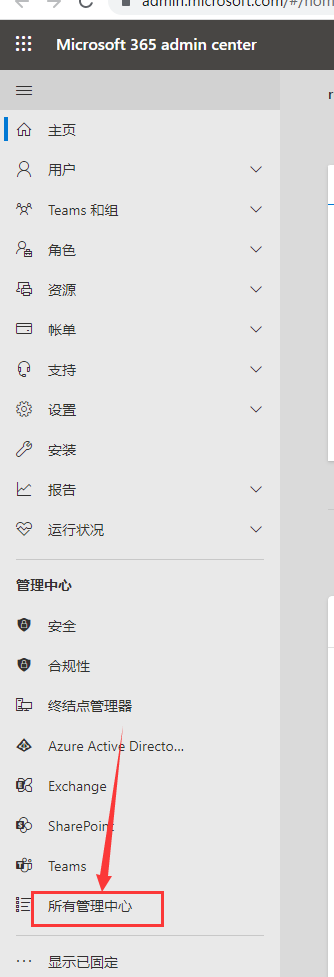 admin.microsoft.com/#/hom
Microsoft 365 admin center
主页
用户
Teams 和组
角色
资源
帐单
支持
设置
安装
报告
运行状况
管理中心
安全
合规性
终结点管理器
Azure Active Directo...
Exchange
SharePoint
Teams
所有管理中心
显示已固定